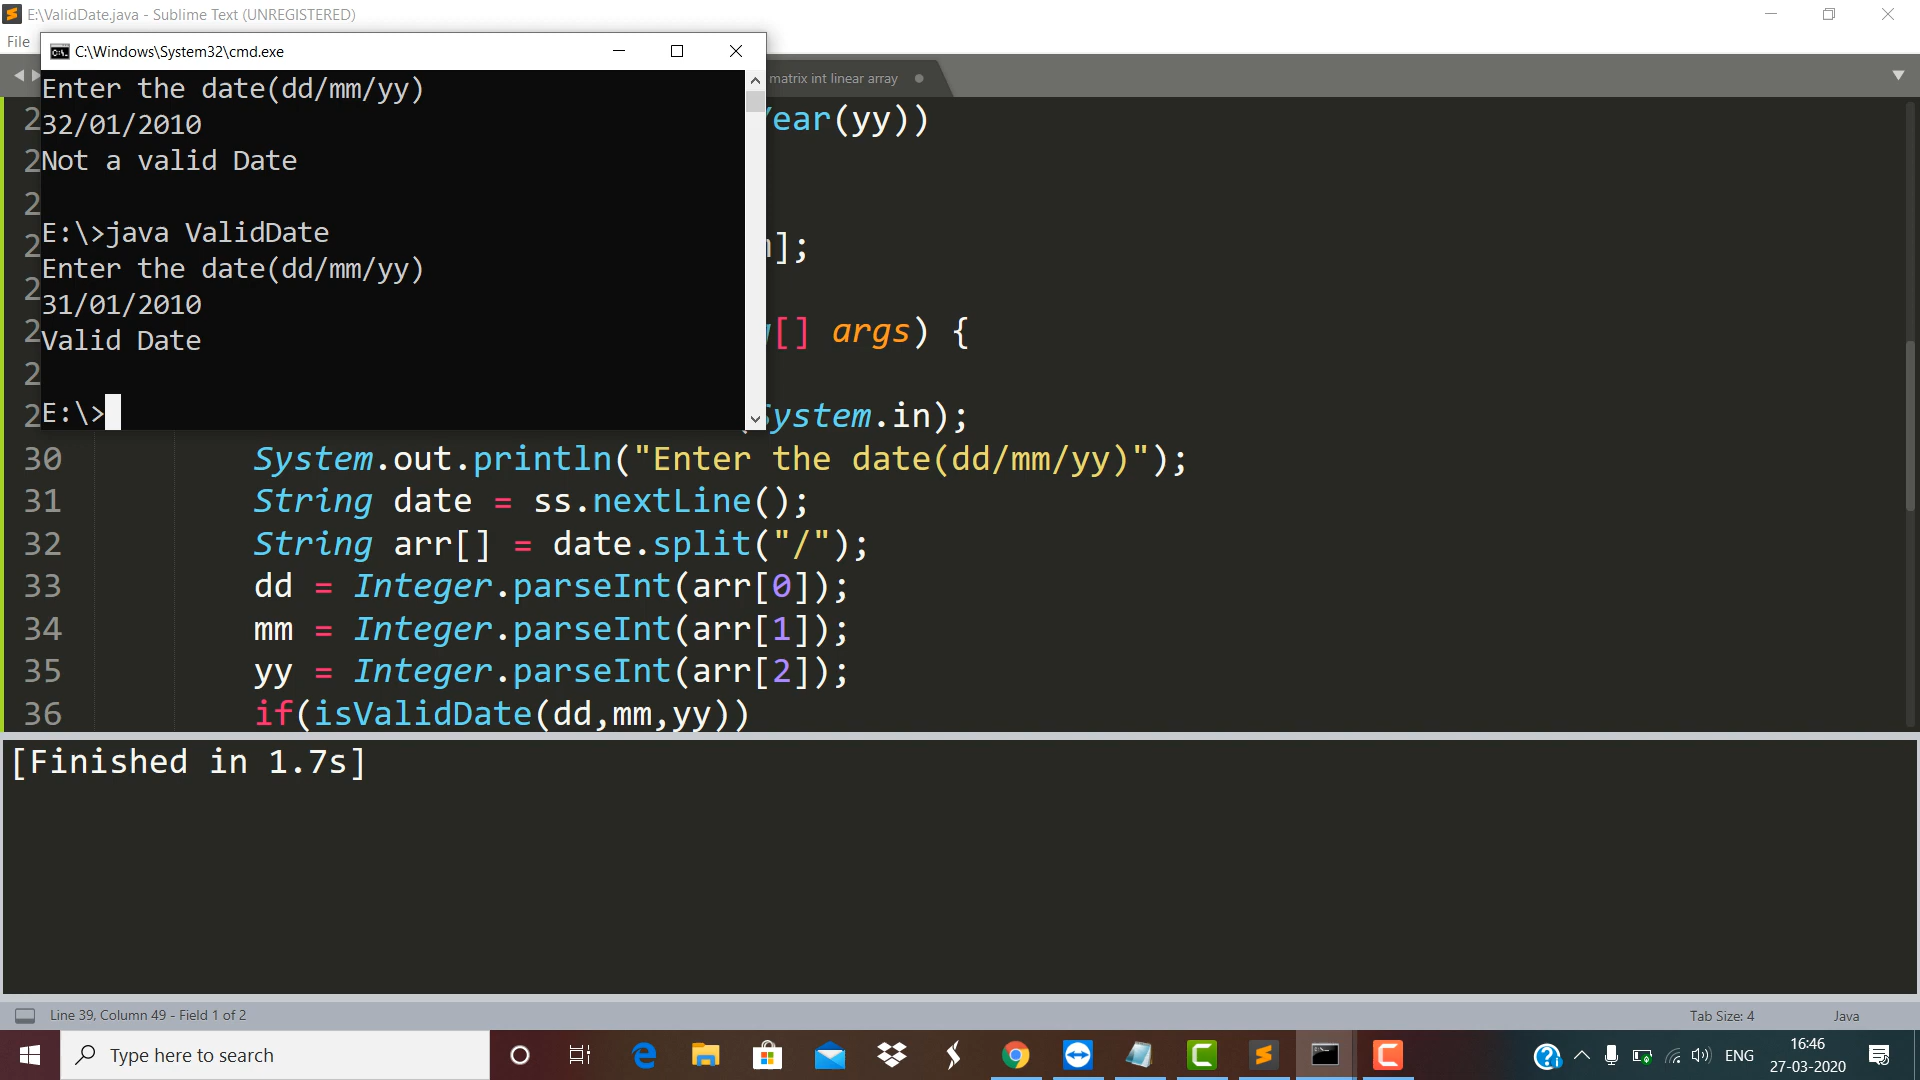 E:\ValidDate.java - Sublime Text (UNREGISTERED)
File
C:\Windows\System32\cmd.exe
matrix int linear array
Enter the date(dd/mm/yy)
32/01/2010
Not a valid Date
E:\>java ValidDate
Enter the date(dd/mm/yy)
31/01/2010
Valid Date
E:\>
ear(yy))
];
[] args) {
System.in);
30 System.out.println("Enter the date(dd/mm/yy)");
31 String date = ss.nextLine();
32 String arr[] = date.split("/");
33 dd = Integer.parseInt(arr[0]);
34 mm = Integer.parseInt(arr[1]);
35 yy = Integer.parseInt(arr[2]);
36 if(isValidDate(dd,mm,yy))
[Finished in 1.7s]
Line 39, Column 49 - Field 1 of 2
Tab Size: 4
Java
Type here to search
ENG
16:46
27-03-2020